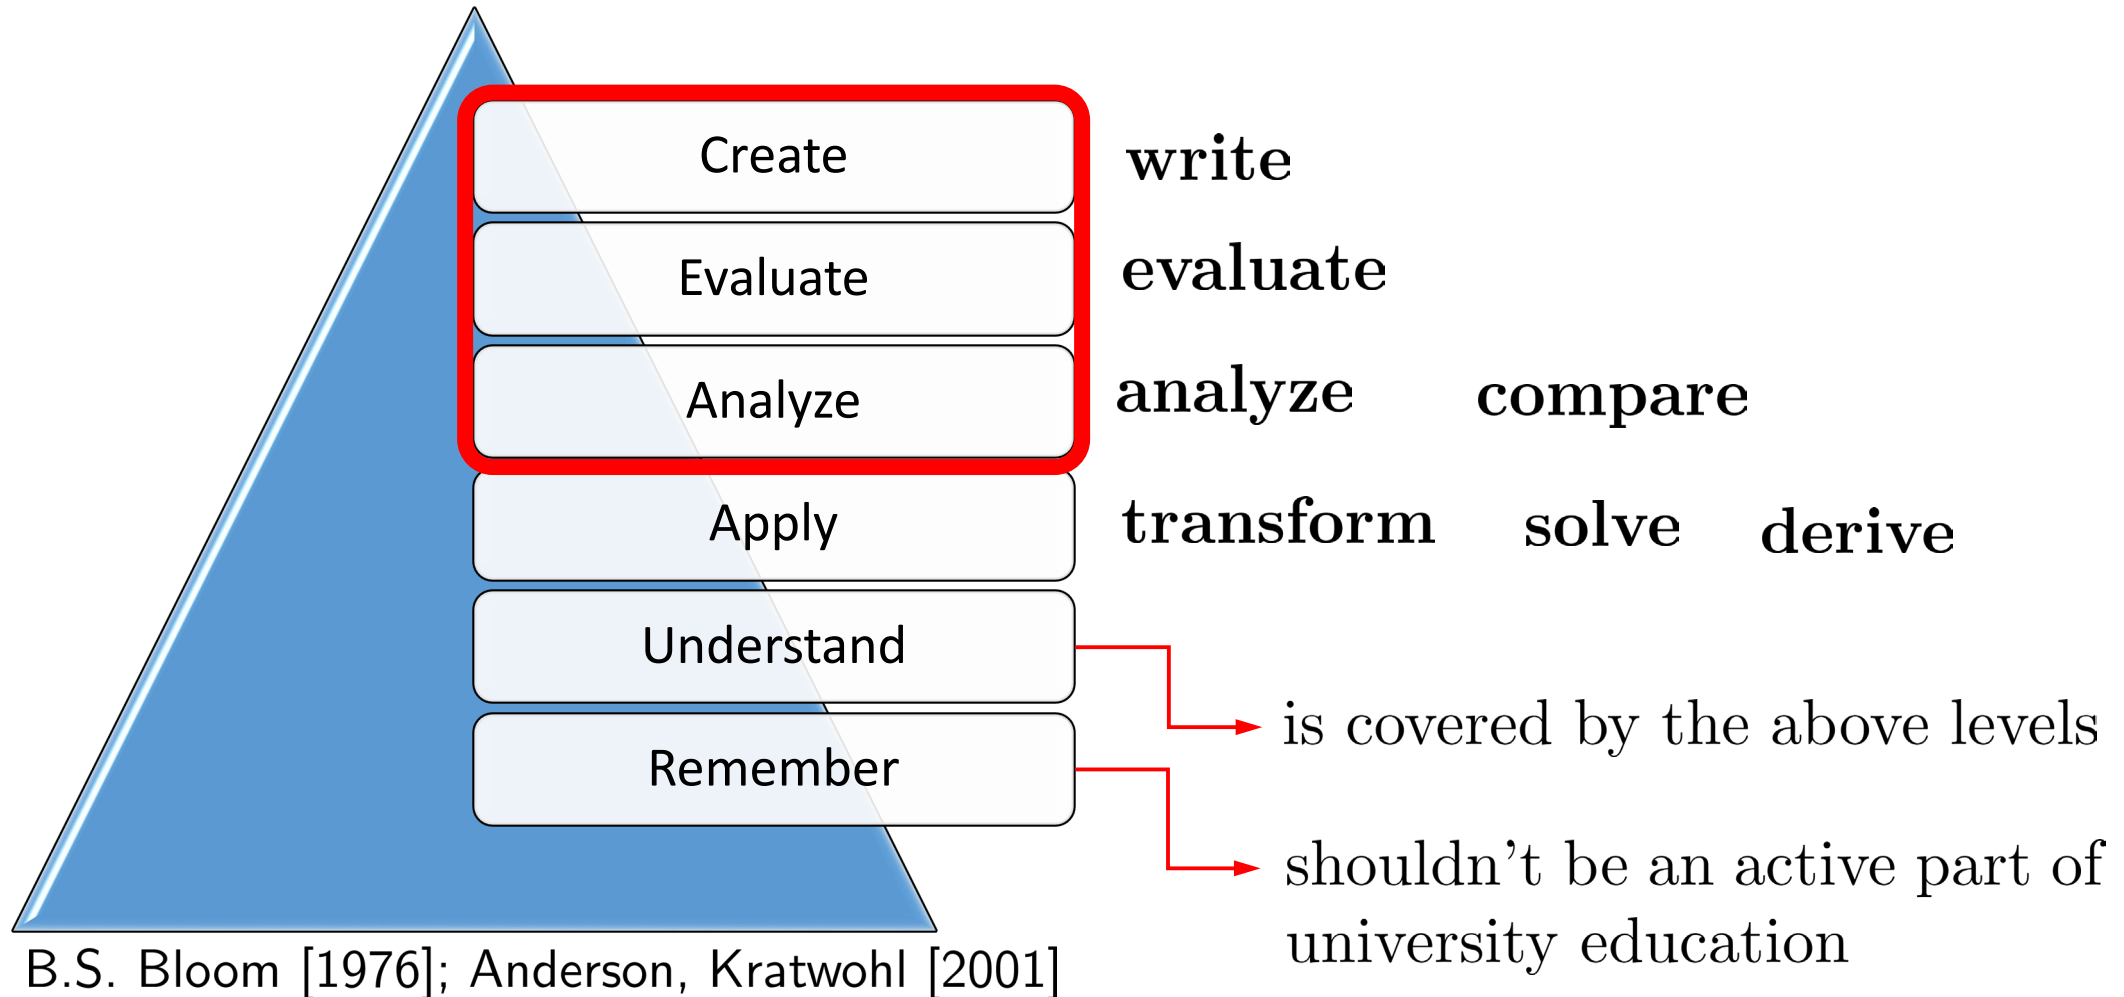 Create
write
Evaluate
evaluate
Analyze
analyze compare
Apply
transform solve derive
Understand
is covered by the above levels
Remember
shouldn't be an active part of
university education
B.S. Bloom [1976]; Anderson, Kratwohl [2001]